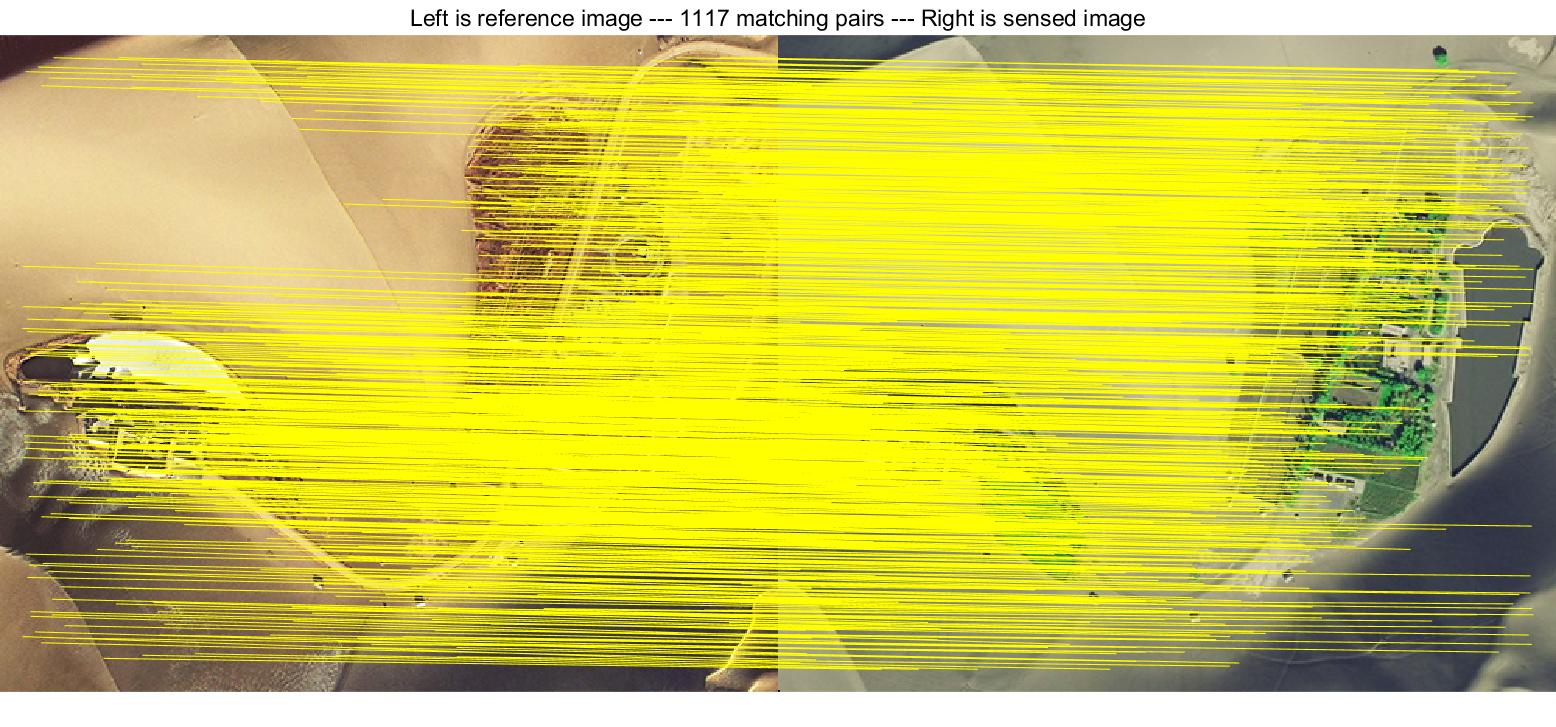 Left is reference image --- 1117 matching pairs --- Right is sensed image